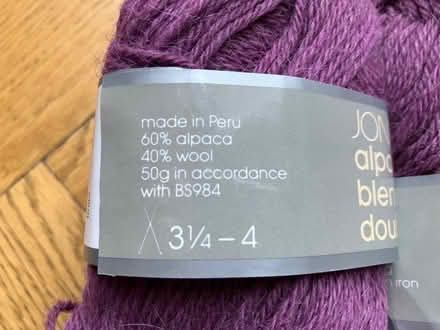 made in Peru
60% alpaca
40% wool
50g in accordance
with BS984
3¼ – 4
JON
alpa
blen
dou
iron